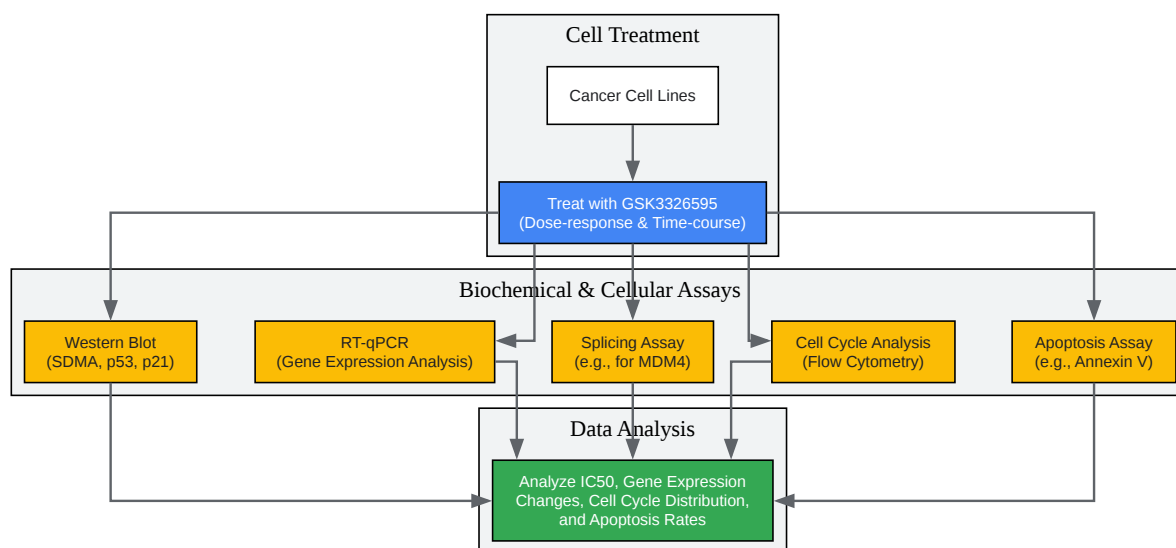 Cell Treatment
Cancer Cell Lines
Treat with GSK3326595
(Dose-response & Time-course)
Biochemical & Cellular Assays
Western Blot
(SDMA, p53, p21)
RT-qPCR
(Gene Expression Analysis)
Splicing Assay
(e.g., for MDM4)
Cell Cycle Analysis
(Flow Cytometry)
Apoptosis Assay
(e.g., Annexin V)
Data Analysis
Analyze IC50, Gene Expression
Changes, Cell Cycle Distribution,
and Apoptosis Rates